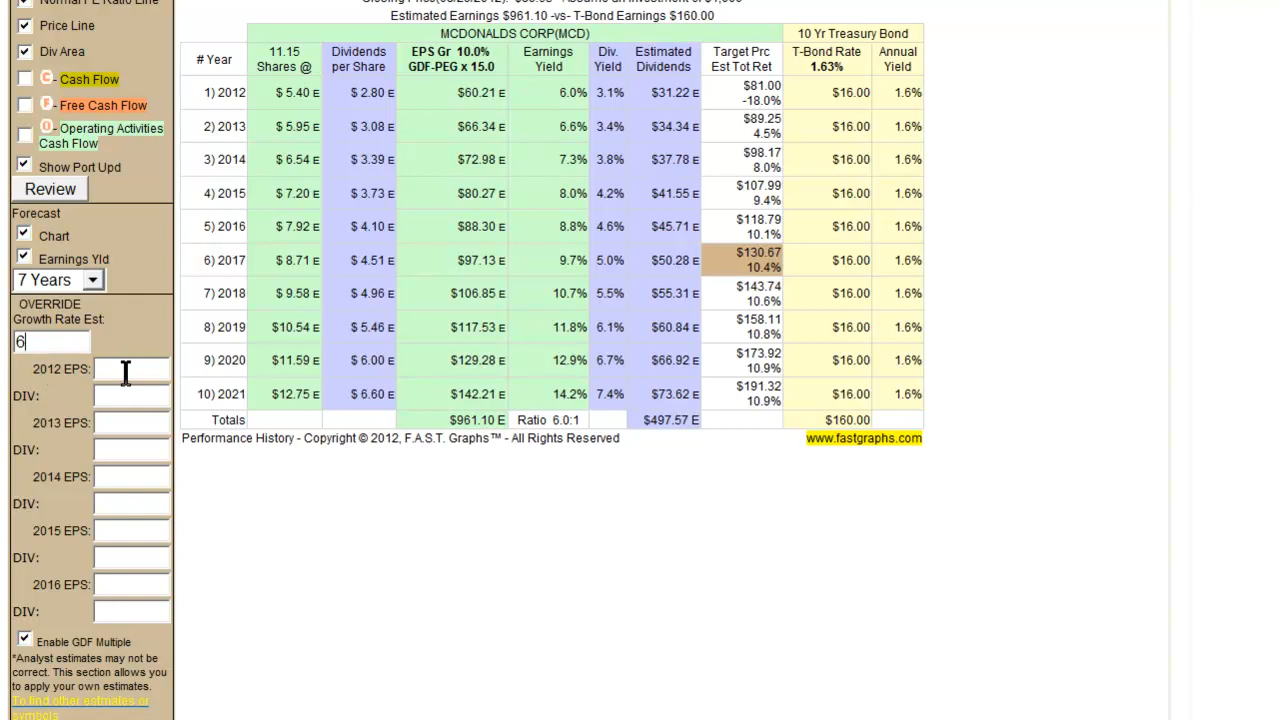 Normal PE Ratio Line
Price Line
Div Area
C - Cash Flow
F - Free Cash Flow
O - Operating Activities
Cash Flow
Show Port Upd
Review
Forecast
Chart
Earnings Yld
7 Years
OVERRIDE
Growth Rate Est:
6
2012 EPS:
DIV:
2013 EPS:
DIV:
2014 EPS:
DIV:
2015 EPS:
DIV:
2016 EPS:
DIV:
Enable GDF Multiple
*Analyst estimates may not be
correct. This section allows you
to apply your own estimates.
To find other estmates or
symbols
Estimated Earnings $961.10 -vs- T-Bond Earnings $160.00
MCDONALDS CORP(MCD) 10 Yr Treasury Bond
# Year 11.15 Shares @ Dividends per Share EPS Gr 10.0% GDF-PEG x 15.0 Earnings Yield Div. Yield Estimated Dividends Target Prc Est Tot Ret T-Bond Rate 1.63% Annual Yield
1) 2012 $ 5.40 E $ 2.80 E $60.21 E 6.0% 3.1% $31.22 E $81.00 -18.0% $16.00 1.6%
2) 2013 $ 5.95 E $ 3.08 E $66.34 E 6.6% 3.4% $34.34 E $89.25 4.5% $16.00 1.6%
3) 2014 $ 6.54 E $ 3.39 E $72.98 E 7.3% 3.8% $37.78 E $98.17 8.0% $16.00 1.6%
4) 2015 $ 7.20 E $ 3.73 E $80.27 E 8.0% 4.2% $41.55 E $107.99 9.4% $16.00 1.6%
5) 2016 $ 7.92 E $ 4.10 E $88.30 E 8.8% 4.6% $45.71 E $118.79 10.1% $16.00 1.6%
6) 2017 $ 8.71 E $ 4.51 E $97.13 E 9.7% 5.0% $50.28 E $130.67 10.4% $16.00 1.6%
7) 2018 $ 9.58 E $ 4.96 E $106.85 E 10.7% 5.5% $55.31 E $143.74 10.6% $16.00 1.6%
8) 2019 $10.54 E $ 5.46 E $117.53 E 11.8% 6.1% $60.84 E $158.11 10.8% $16.00 1.6%
9) 2020 $11.59 E $ 6.00 E $129.28 E 12.9% 6.7% $66.92 E $173.92 10.9% $16.00 1.6%
10) 2021 $12.75 E $ 6.60 E $142.21 E 14.2% 7.4% $73.62 E $191.32 10.9% $16.00 1.6%
Totals $961.10 E Ratio 6.0:1 $497.57 E $160.00
Performance History - Copyright © 2012, F.A.S.T. Graphs™ - All Rights Reserved www.fastgraphs.com